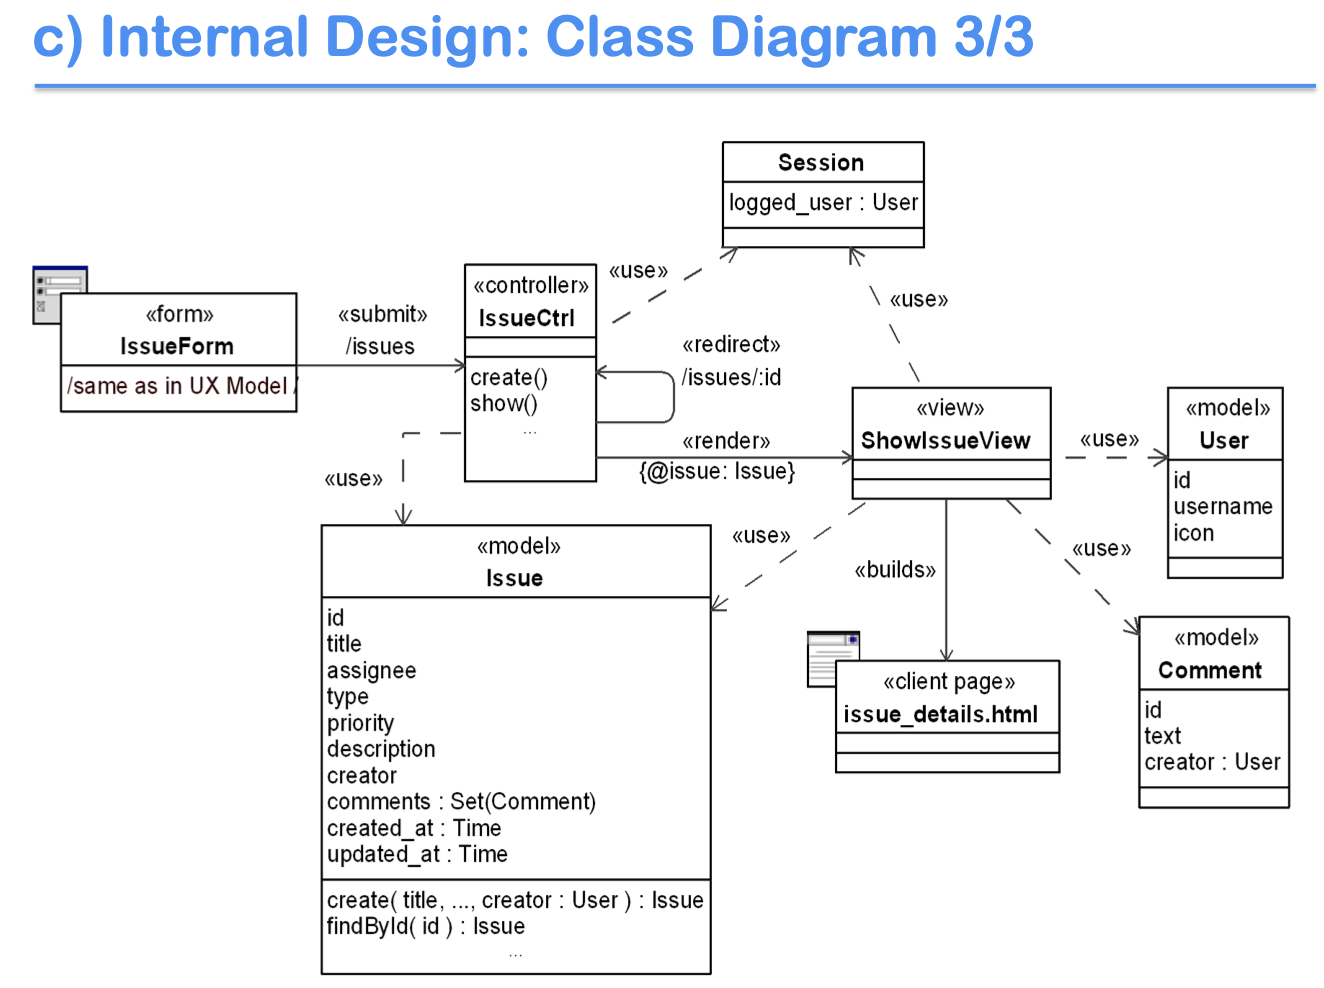 c) Internal Design: Class Diagram 3/3
Session
logged_user : User
«use»
«use»
«form»
IssueForm
/same as in UX Model /
«submit»
/issues
«controller»
IssueCtrl
create()
show()
...
«redirect»
/issues/:id
«render»
{@issue: Issue}
«view»
ShowIssueView
«use»
«model»
User
id
username
icon
«use»
«use»
«builds»
«use»
«model»
Issue
id
title
assignee
type
priority
description
creator
comments : Set(Comment)
created_at : Time
updated_at : Time
create( title, ..., creator : User ) : Issue
findById( id ) : Issue
...
«client page»
issue_details.html
«model»
Comment
id
text
creator : User